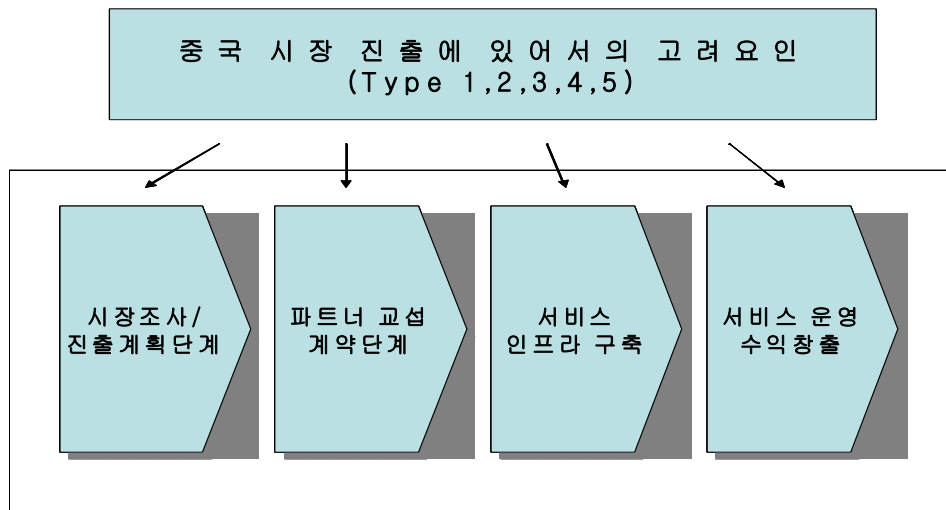 중국 시장 진출에 있어서의 고려요인
(Type 1,2,3,4,5)
시장조사/
진출계획단계
파트너 교섭
계약단계
서비스
인프라 구축
서비스 운영
수익창출